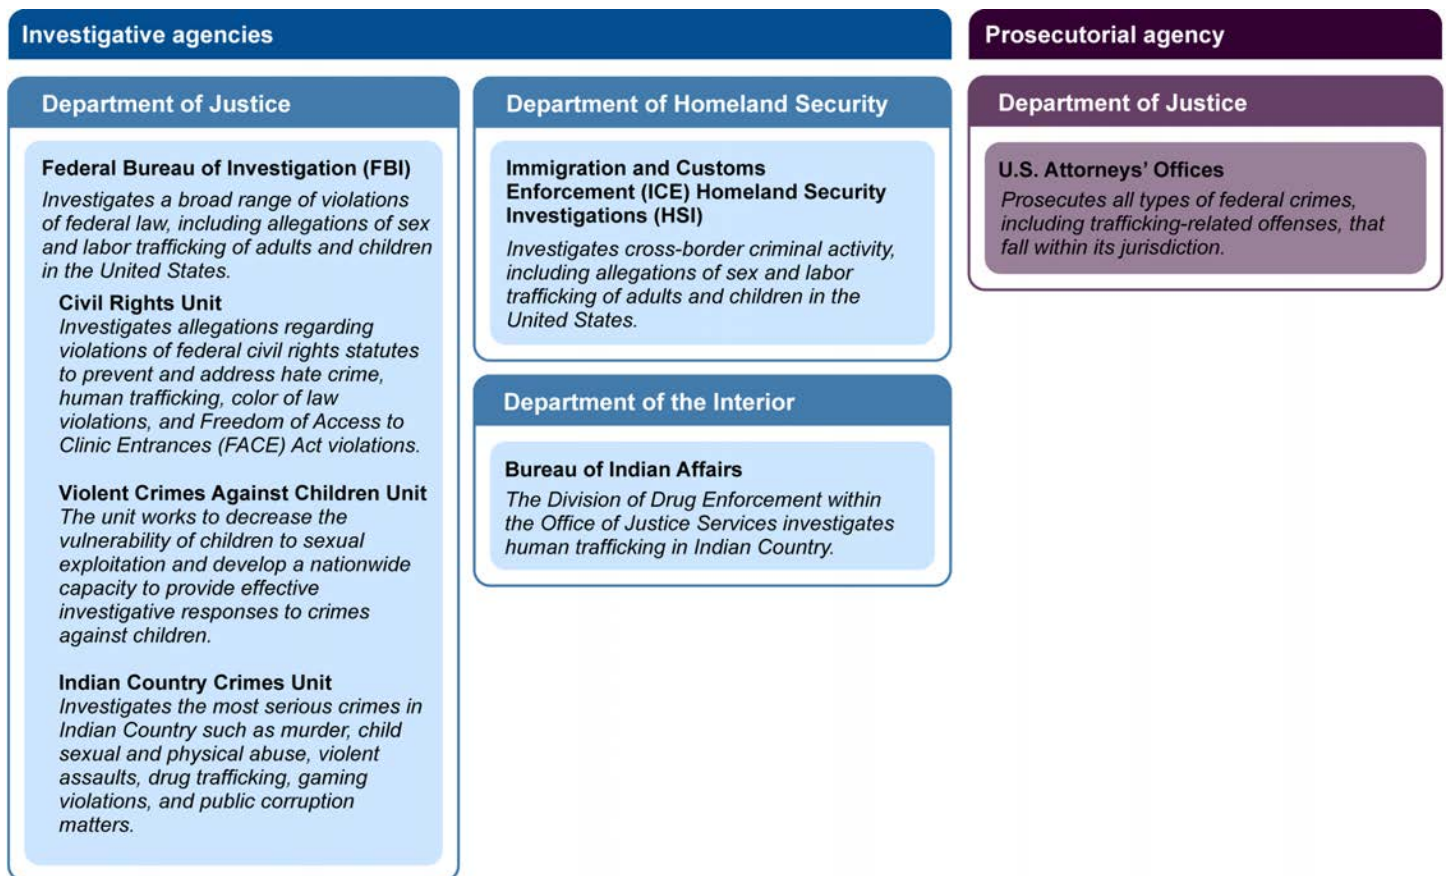 Investigative agencies
Department of Justice
Federal Bureau of Investigation (FBI)
Investigates a broad range of violations
of federal law, including allegations of sex
and labor trafficking of adults and children
in the United States.
Civil Rights Unit
Investigates allegations regarding
violations of federal civil rights statutes
to prevent and address hate crime,
human trafficking, color of law
violations, and Freedom of Access to
Clinic Entrances (FACE) Act violations.
Violent Crimes Against Children Unit
The unit works to decrease the
vulnerability of children to sexual
exploitation and develop a nationwide
capacity to provide effective
investigative responses to crimes
against children.
Indian Country Crimes Unit
Investigates the most serious crimes in
Indian Country such as murder, child
sexual and physical abuse, violent
assaults, drug trafficking, gaming
violations, and public corruption
matters.
Department of Homeland Security
Immigration and Customs
Enforcement (ICE) Homeland Security
Investigations (HSI)
Investigates cross-border criminal activity,
including allegations of sex and labor
trafficking of adults and children in the
United States.
Department of the Interior
Bureau of Indian Affairs
The Division of Drug Enforcement within
the Office of Justice Services investigates
human trafficking in Indian Country.
Prosecutorial agency
Department of Justice
U.S. Attorneys' Offices
Prosecutes all types of federal crimes,
including trafficking-related offenses, that
fall within its jurisdiction.